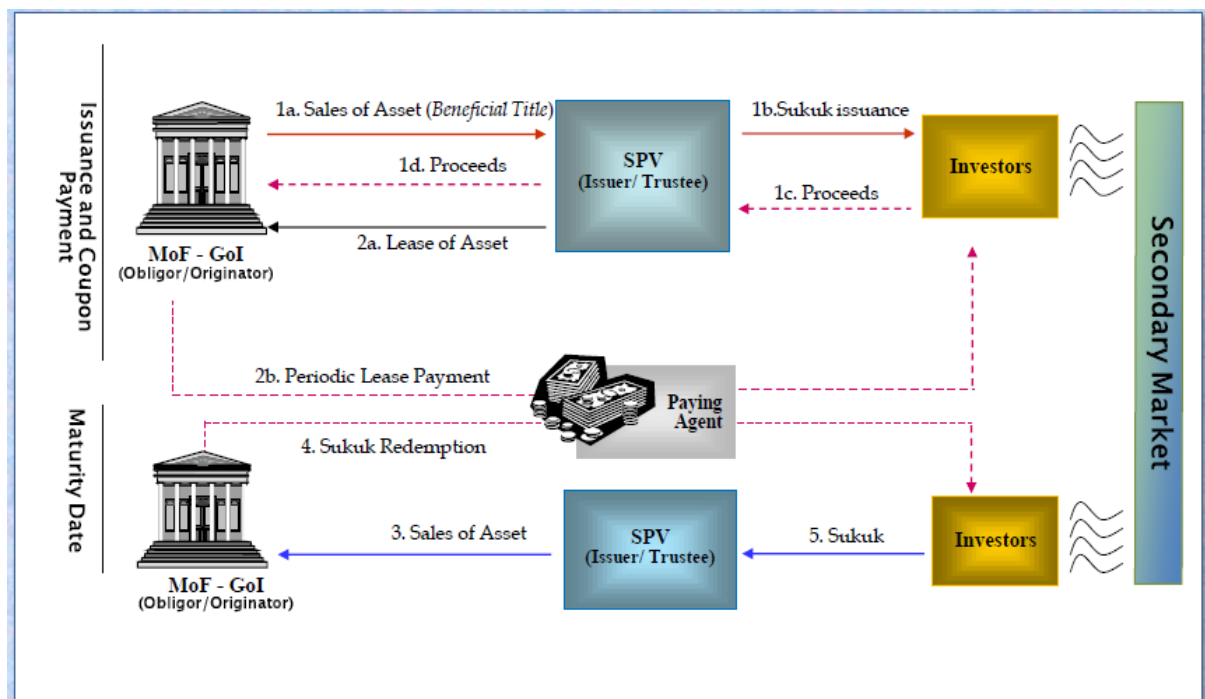 Issuance and Coupon
Payment
1a. Sales of Asset (Beneficial Title)
1d. Proceeds
2a. Lease of Asset
MoF - GoI
(Obligor/Originator)
SPV
(Issuer/ Trustee)
1b.Sukuk issuance
1c. Proceeds
Investors
Secondary Market
2b. Periodic Lease Payment
Paying
Agent
Maturity Date
4. Sukuk Redemption
3. Sales of Asset
MoF - GoI
(Obligor/Originator)
SPV
(Issuer/ Trustee)
5. Sukuk
Investors